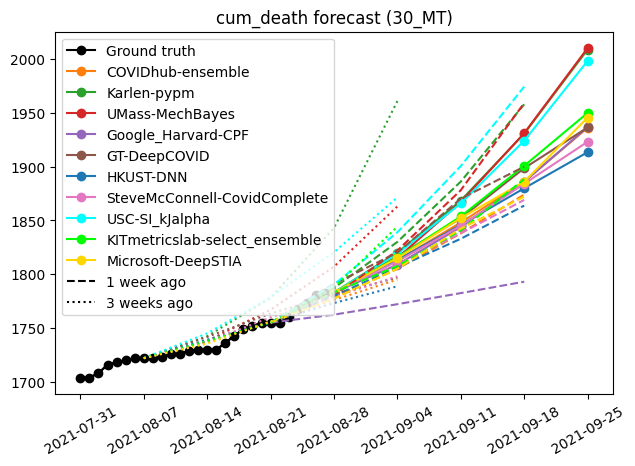 cum_death forecast (30_MT)
2000
1950
1900
1850
1800
1750
1700
Ground truth
COVIDhub-ensemble
Karlen-pypm
UMass-MechBayes
Google_Harvard-CPF
GT-DeepCOVID
HKUST-DNN
SteveMcConnell-CovidComplete
USC-SI_kJalpha
KITmetricslab-select_ensemble
Microsoft-DeepSTIA
1 week ago
3 weeks ago
2021-07-31
2021-08-07
2021-08-14
2021-08-21
2021-08-28
2021-09-04
2021-09-11
2021-09-18
2021-09-25